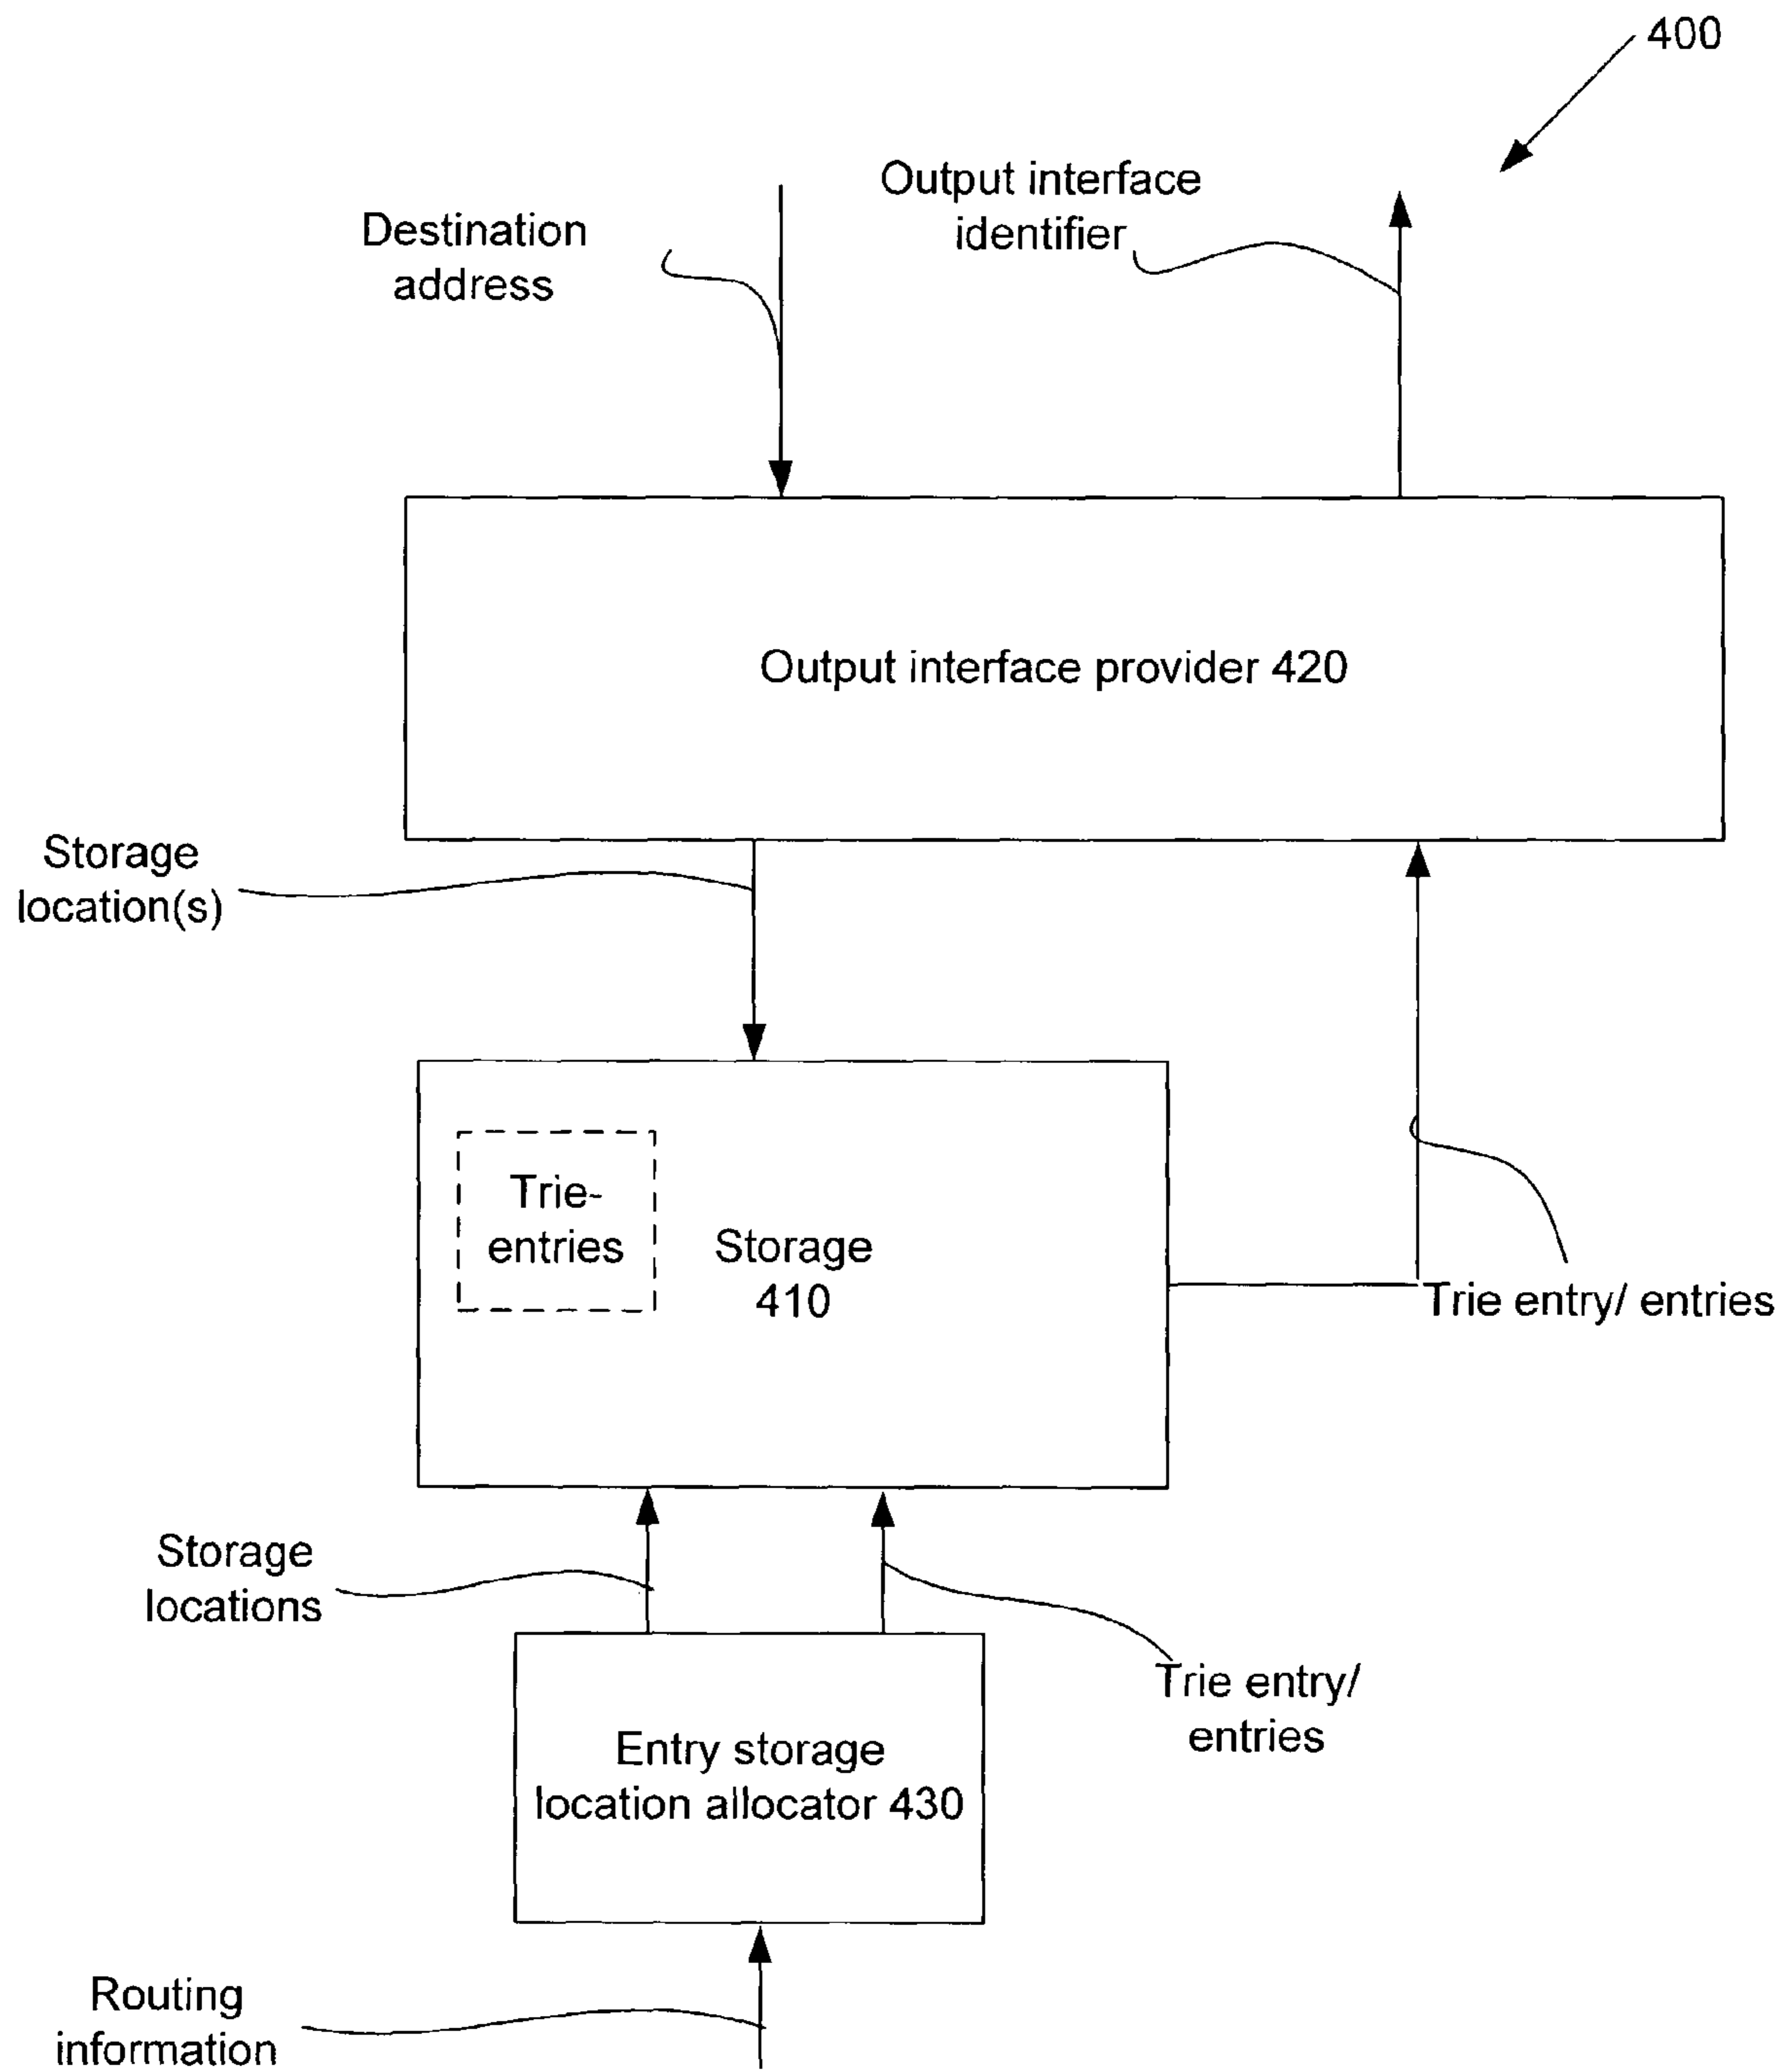 400
Output interface
identifier
Destination
address
Output interface provider 420
Storage
location(s)
Trie-
entries
Storage
410
Trie entry/ entries
Storage
locations
Trie entry/
entries
Entry storage
location allocator 430
Routing
information